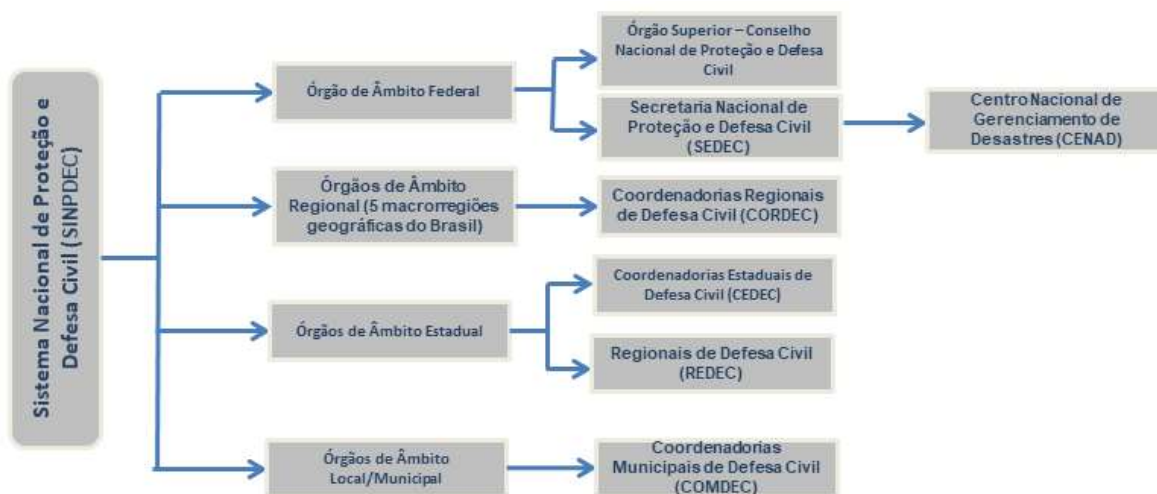 Sistema Nacional de Proteção e
Defesa Civil (SINPDEC)
Órgão de Âmbito Federal
Órgão Superior – Conselho
Nacional de Proteção e Defesa
Civil
Secretaria Nacional de
Proteção e Defesa Civil
(SEDEC)
Centro Nacional de
Gerenciamento de
Desastres (CENAD)
Órgãos de Âmbito
Regional (5 macrorregiões
geográficas do Brasil)
Coordenadorias Regionais
de Defesa Civil (CORDEC)
Órgãos de Âmbito Estadual
Coordenadorias Estaduais de
Defesa Civil (CEDEC)
Regionais de Defesa Civil
(REDEC)
Órgãos de Âmbito
Local/Municipal
Coordenadorias
Municipais de Defesa Civil
(COMDEC)